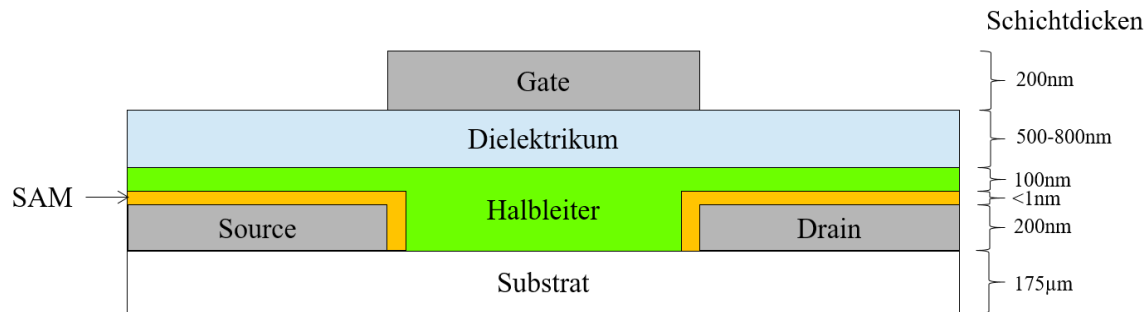 Schichtdicken
Gate
200nm
Dielektrikum
500-800nm
100nm
SAM
<1nm
Halbleiter
Source
Drain
200nm
Substrat
175µm